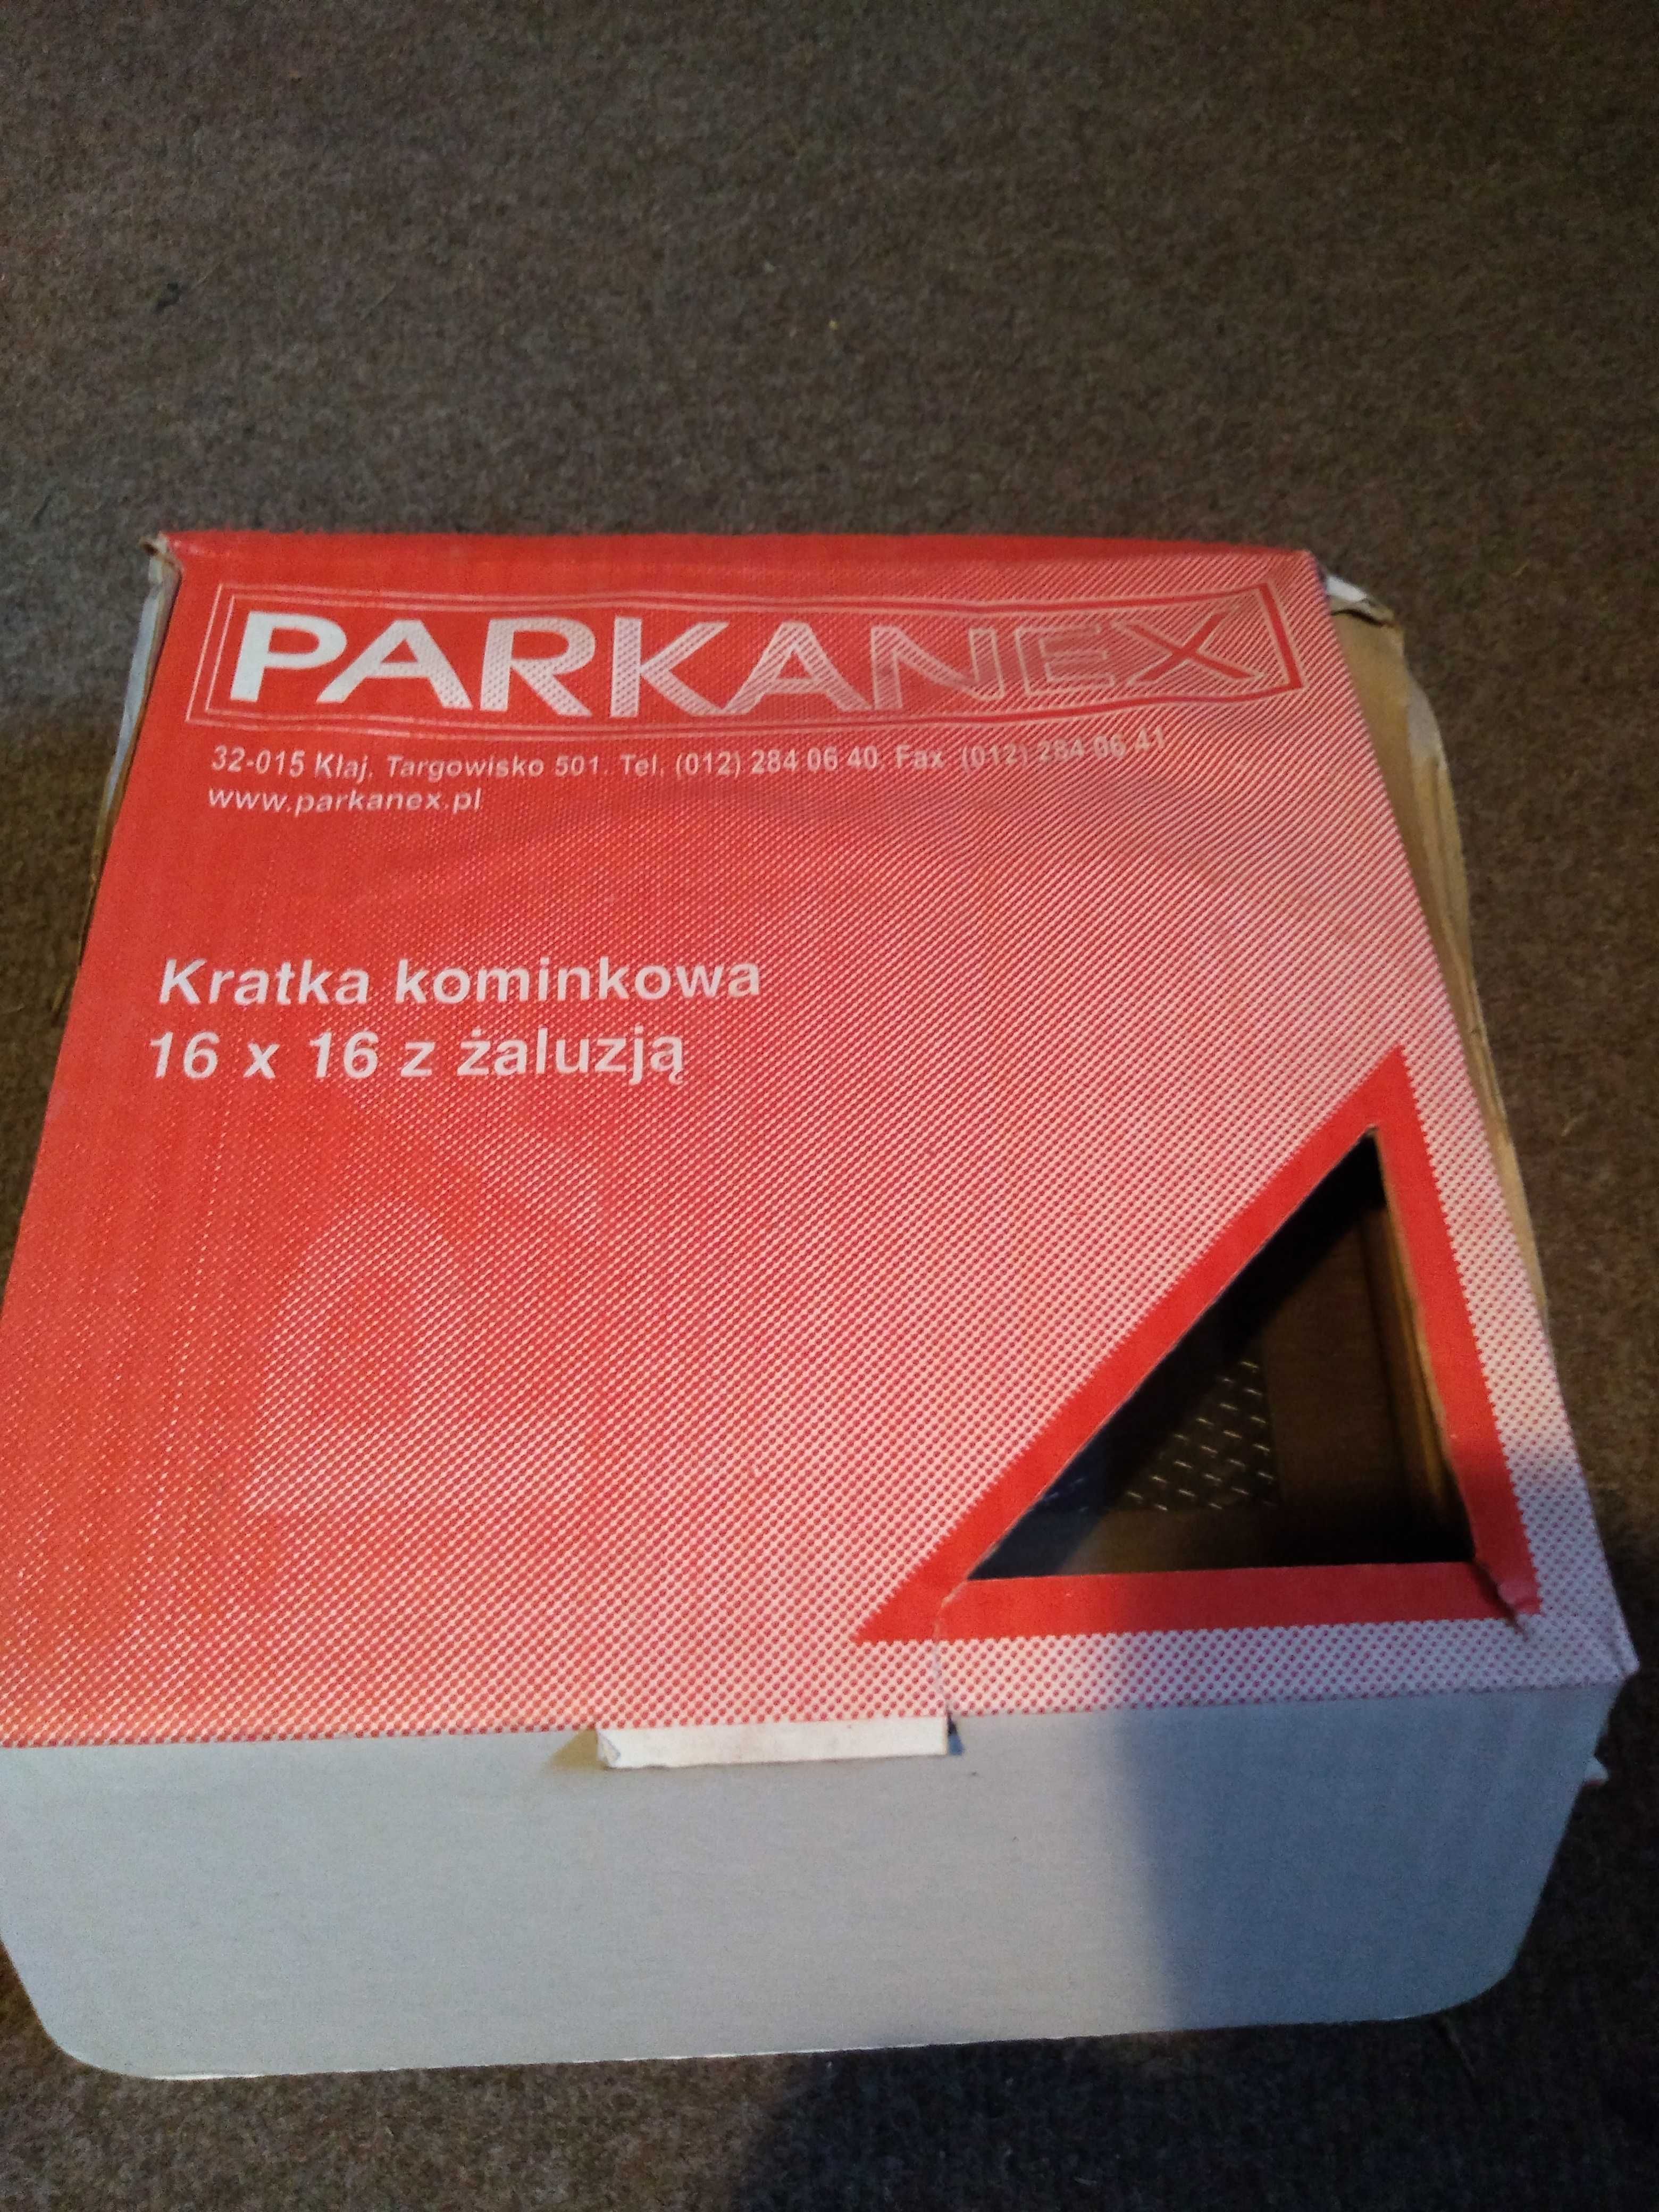 PARKANEX
32-015 Kłaj, Targowisko 501. Tel. (012) 284 06 40, Fax (012) 284 06 41
www.parkanex.pl
Kratka kominkowa
16 x 16 z żaluzją